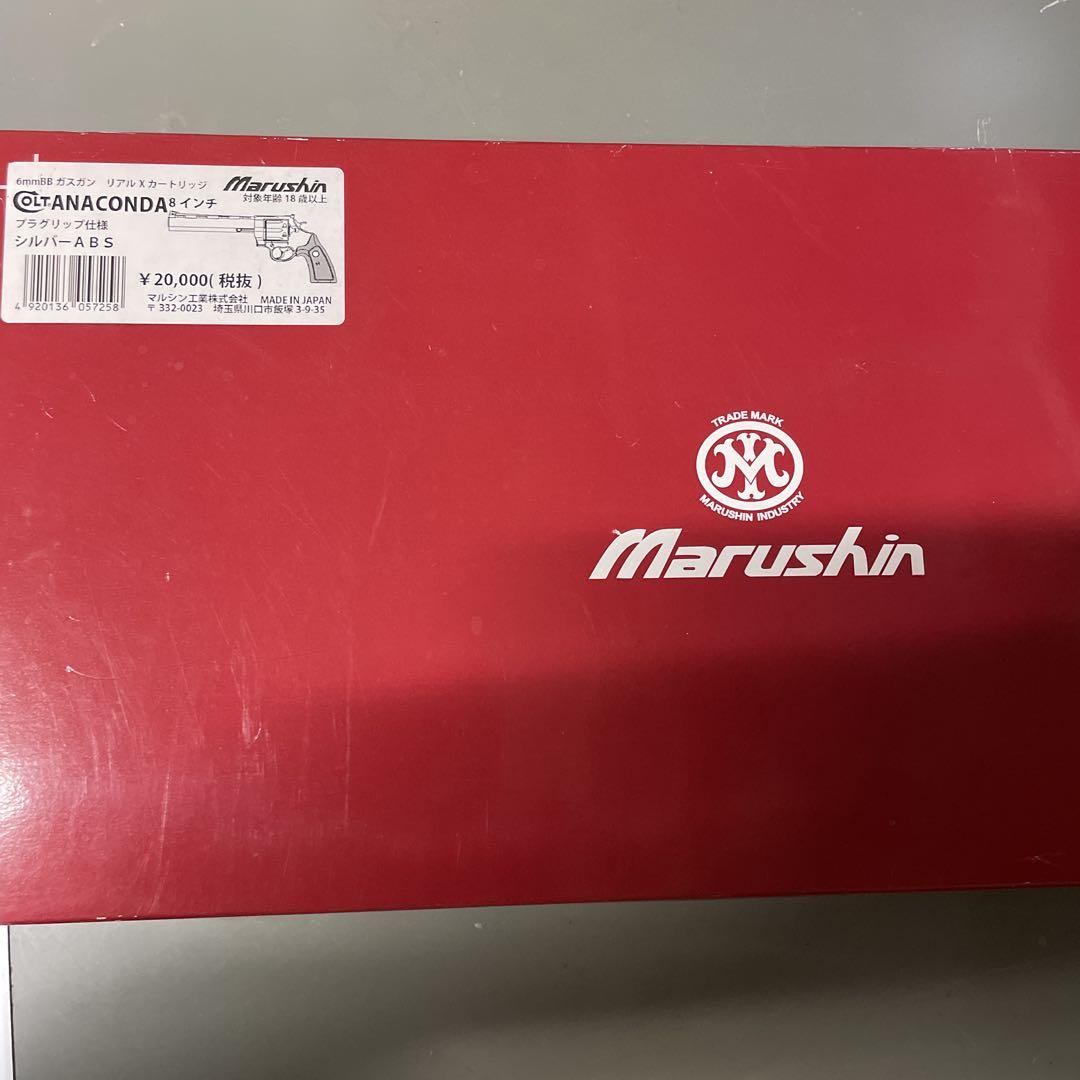 6mmBB ガスガン リアル X カートリッジ Marushin
対象年齢 18 歳以上
COLT ANACONDA 8 インチ
プラグリップ仕様
シルバーＡＢＳ
￥20,000( 税抜 )
マルシン工業株式会社 MADE IN JAPAN
〒 332-0023 埼玉県川口市飯塚 3-9-35
4 920136 057258
TRADE MARK
M
MARUSHIN INDUSTRY
Marushin